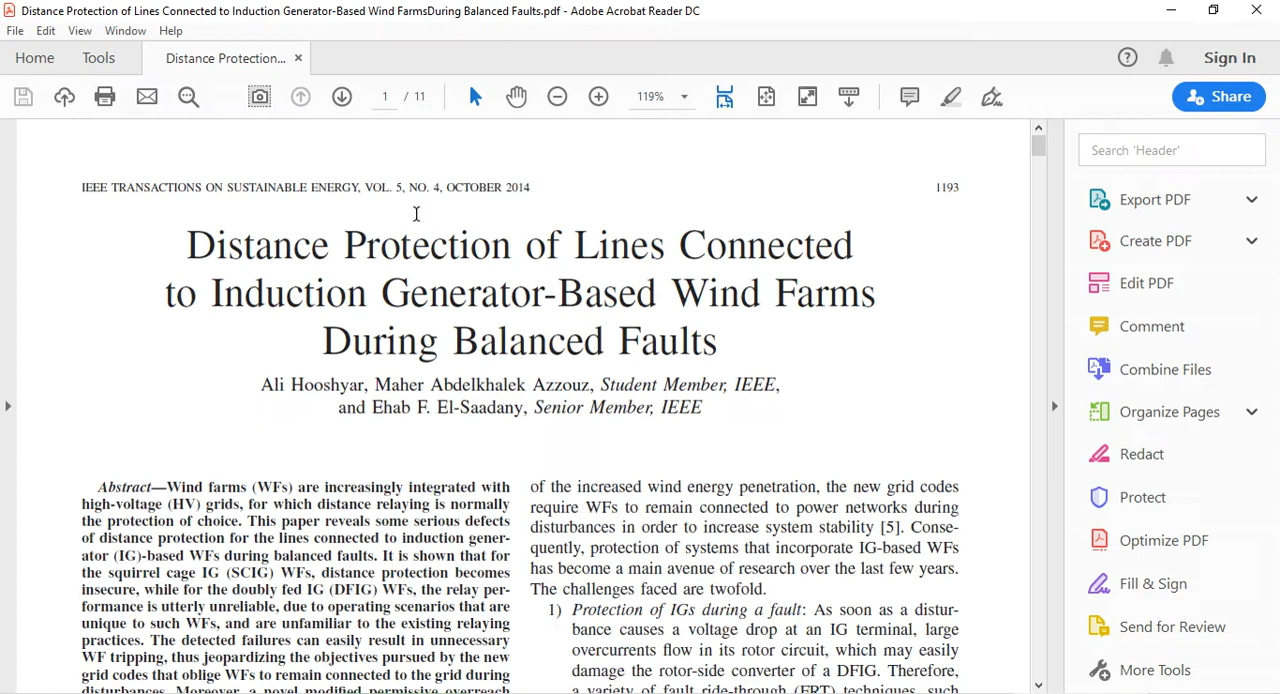 Distance Protection of Lines Connected to Induction Generator-Based Wind FarmsDuring Balanced Faults.pdf - Adobe Acrobat Reader DC
File Edit View Window Help
Home Tools Distance Protection... × Sign In
1 / 11 119% Share
IEEE TRANSACTIONS ON SUSTAINABLE ENERGY, VOL. 5, NO. 4, OCTOBER 2014 1193
Distance Protection of Lines Connected
to Induction Generator-Based Wind Farms
During Balanced Faults
Ali Hooshyar, Maher Abdelkhalek Azzouz, Student Member, IEEE,
and Ehab F. El-Saadany, Senior Member, IEEE
Abstract—Wind farms (WFs) are increasingly integrated with
high-voltage (HV) grids, for which distance relaying is normally
the protection of choice. This paper reveals some serious defects
of distance protection for the lines connected to induction gener-
ator (IG)-based WFs during balanced faults. It is shown that for
the squirrel cage IG (SCIG) WFs, distance protection becomes
insecure, while for the doubly fed IG (DFIG) WFs, the relay per-
formance is utterly unreliable, due to operating scenarios that are
unique to such WFs, and are unfamiliar to the existing relaying
practices. The detected failures can easily result in unnecessary
WF tripping, thus jeopardizing the objectives pursued by the new
grid codes that oblige WFs to remain connected to the grid during
disturbances. Moreover, a novel modified permissive overreach
of the increased wind energy penetration, the new grid codes
require WFs to remain connected to power networks during
disturbances in order to increase system stability [5]. Conse-
quently, protection of systems that incorporate IG-based WFs
has become a main avenue of research over the last few years.
The challenges faced are twofold.
1) Protection of IGs during a fault: As soon as a distur-
bance causes a voltage drop at an IG terminal, large
overcurrents flow in its rotor circuit, which may easily
damage the rotor-side converter of a DFIG. Therefore,
a variety of fault ride-through (FRT) techniques, such
Search 'Header'
Export PDF
Create PDF
Edit PDF
Comment
Combine Files
Organize Pages
Redact
Protect
Optimize PDF
Fill & Sign
Send for Review
More Tools